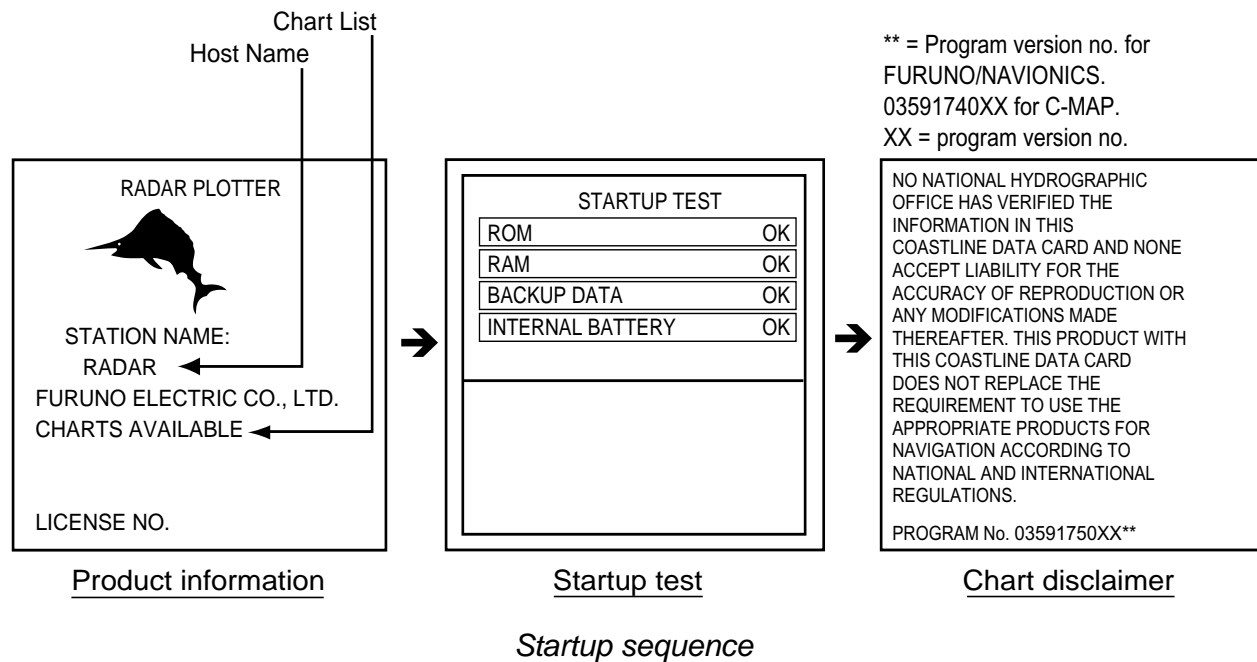 Chart List
Host Name
** = Program version no. for
FURUNO/NAVIONICS.
03591740XX for C-MAP.
XX = program version no.
RADAR PLOTTER
STATION NAME:
RADAR
FURUNO ELECTRIC CO., LTD.
CHARTS AVAILABLE
LICENSE NO.
Product information
STARTUP TEST
ROM OK
RAM OK
BACKUP DATA OK
INTERNAL BATTERY OK
Startup test
NO NATIONAL HYDROGRAPHIC
OFFICE HAS VERIFIED THE
INFORMATION IN THIS
COASTLINE DATA CARD AND NONE
ACCEPT LIABILITY FOR THE
ACCURACY OF REPRODUCTION OR
ANY MODIFICATIONS MADE
THEREAFTER. THIS PRODUCT WITH
THIS COASTLINE DATA CARD
DOES NOT REPLACE THE
REQUIREMENT TO USE THE
APPROPRIATE PRODUCTS FOR
NAVIGATION ACCORDING TO
NATIONAL AND INTERNATIONAL
REGULATIONS.
PROGRAM No. 03591750XX**
Chart disclaimer
Startup sequence